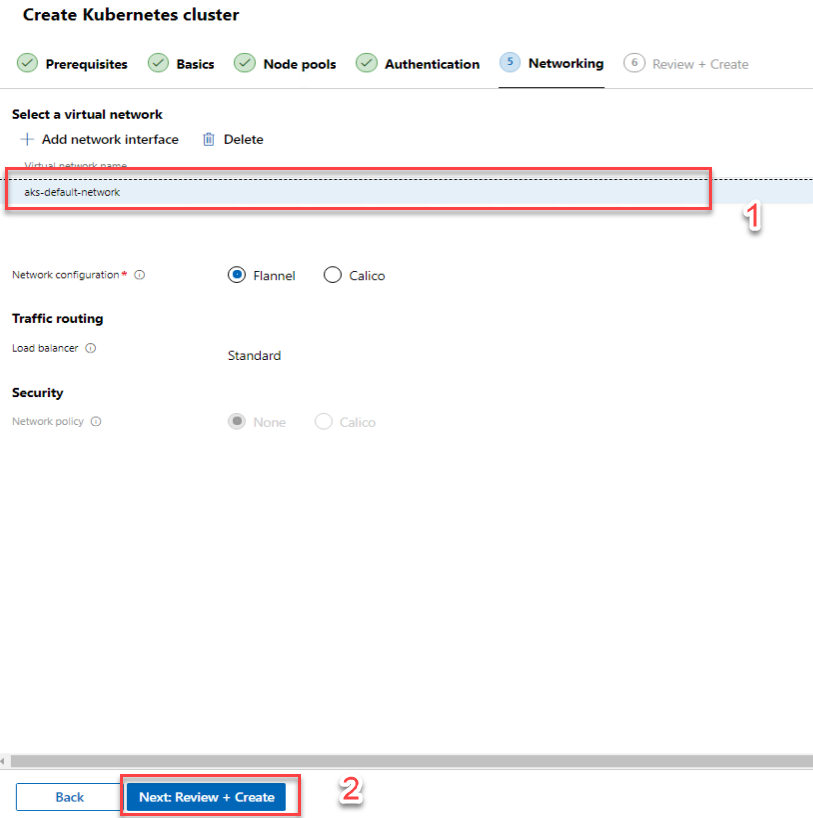 Create Kubernetes cluster
Prerequisites Basics Node pools Authentication 5 Networking 6 Review + Create
Select a virtual network
+ Add network interface Delete
Virtual network name
aks-default-network
1
Network configuration * Flannel Calico
Traffic routing
Load balancer
Standard
Security
Network policy None Calico
Back Next: Review + Create 2